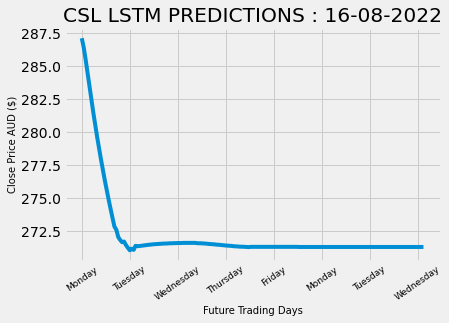 CSL LSTM PREDICTIONS : 16-08-2022
287.5
285.0
282.5
280.0
277.5
275.0
272.5
Close Price AUD ($)
Monday Tuesday Wednesday Thursday Friday Monday Tuesday Wednesday
Future Trading Days